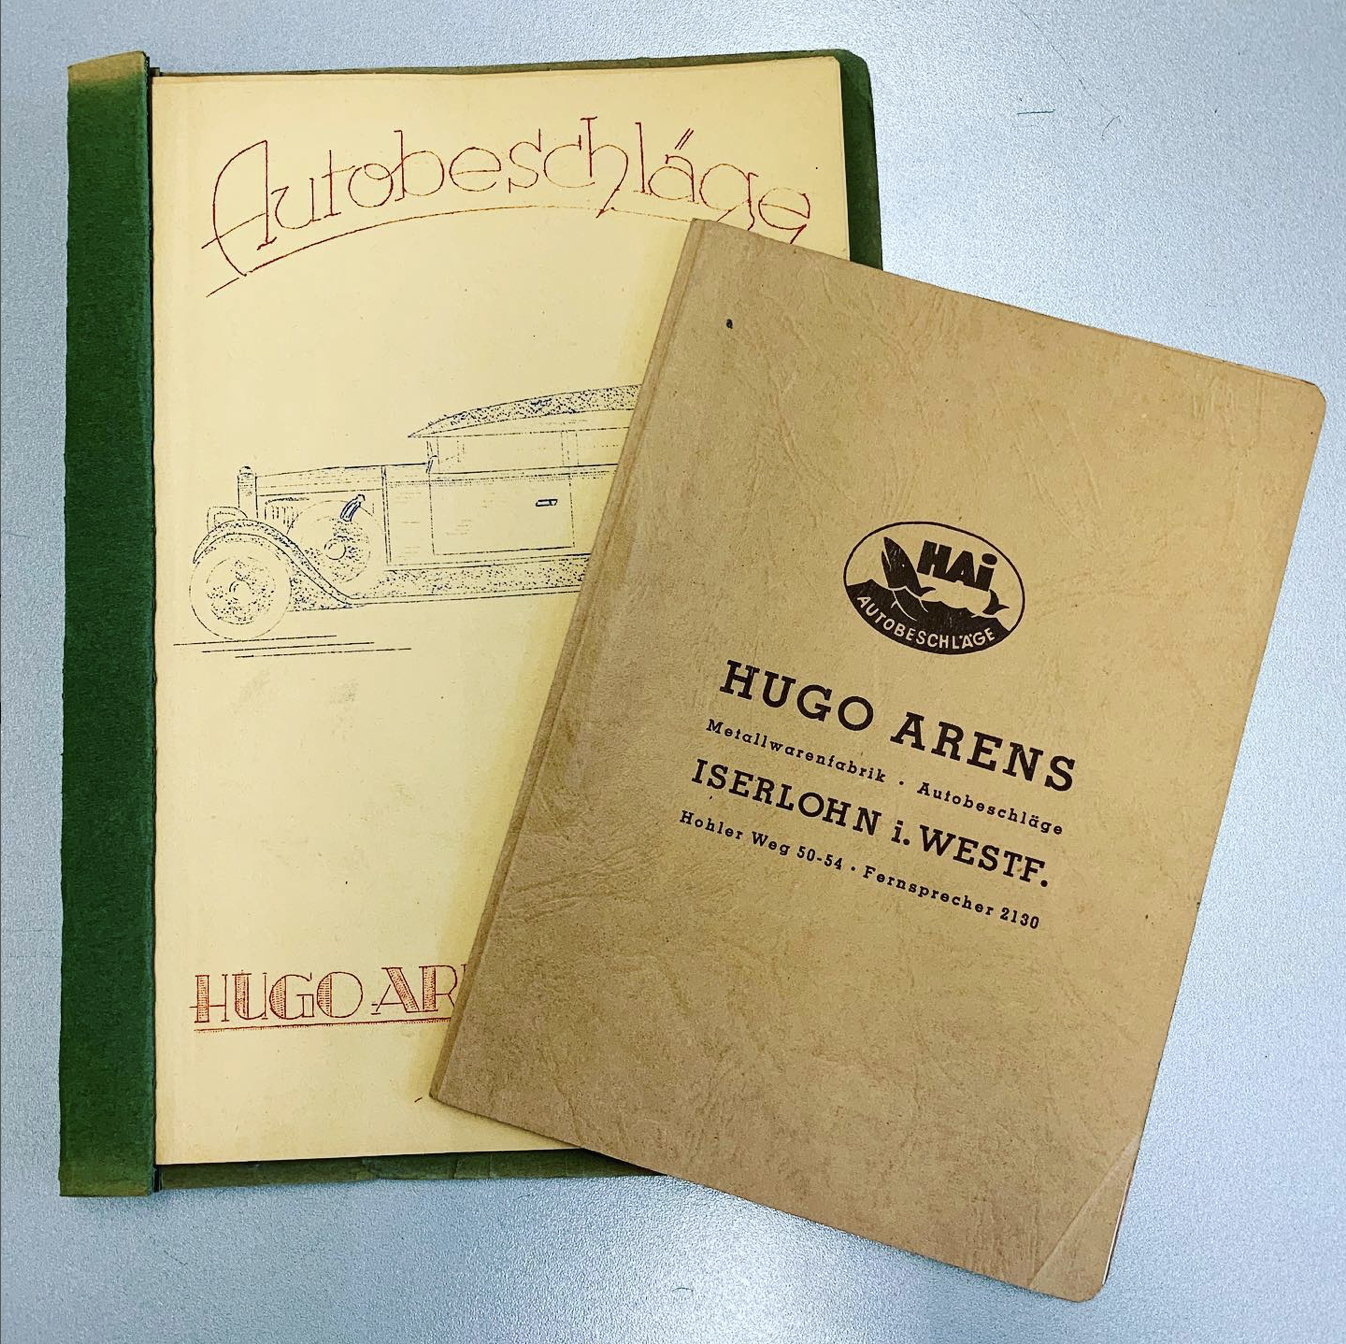 Autobeschläge
HUGO AR
HAi
AUTOBESCHLÄGE
HUGO ARENS
Metallwarenfabrik · Autobeschläge
ISERLOHN i. WESTF.
Hohler Weg 50-54 · Fernsprecher 2130